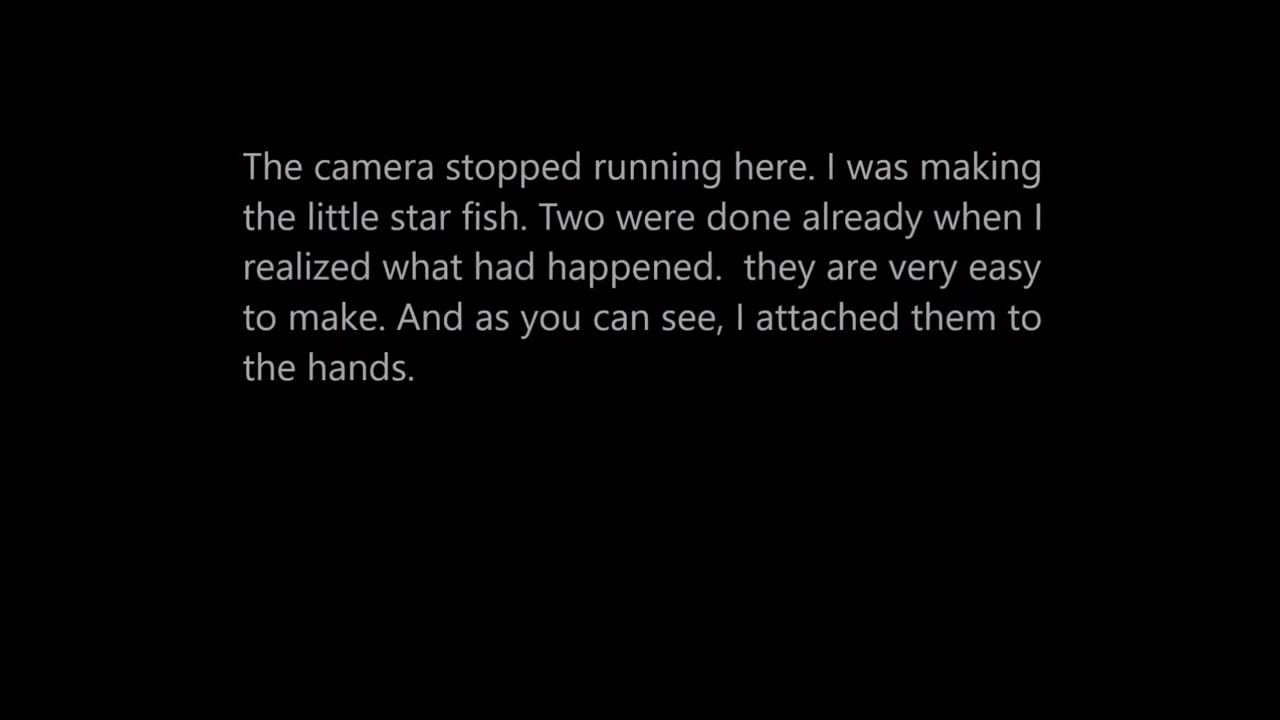 The camera stopped running here. I was making
the little star fish. Two were done already when I
realized what had happened.  they are very easy
to make. And as you can see, I attached them to
the hands.